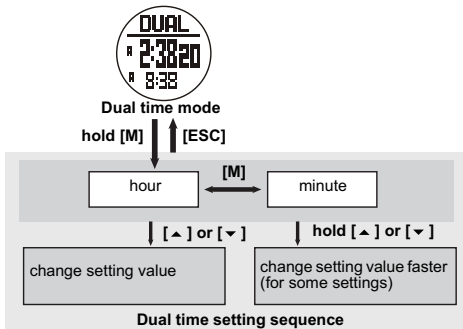 DUAL
A 2:38 20
A 8:38
Dual time mode
hold [M] [ESC]
[M]
hour minute
[▲] or [▼] hold [▲] or [▼]
change setting value
change setting value faster
(for some settings)
Dual time setting sequence